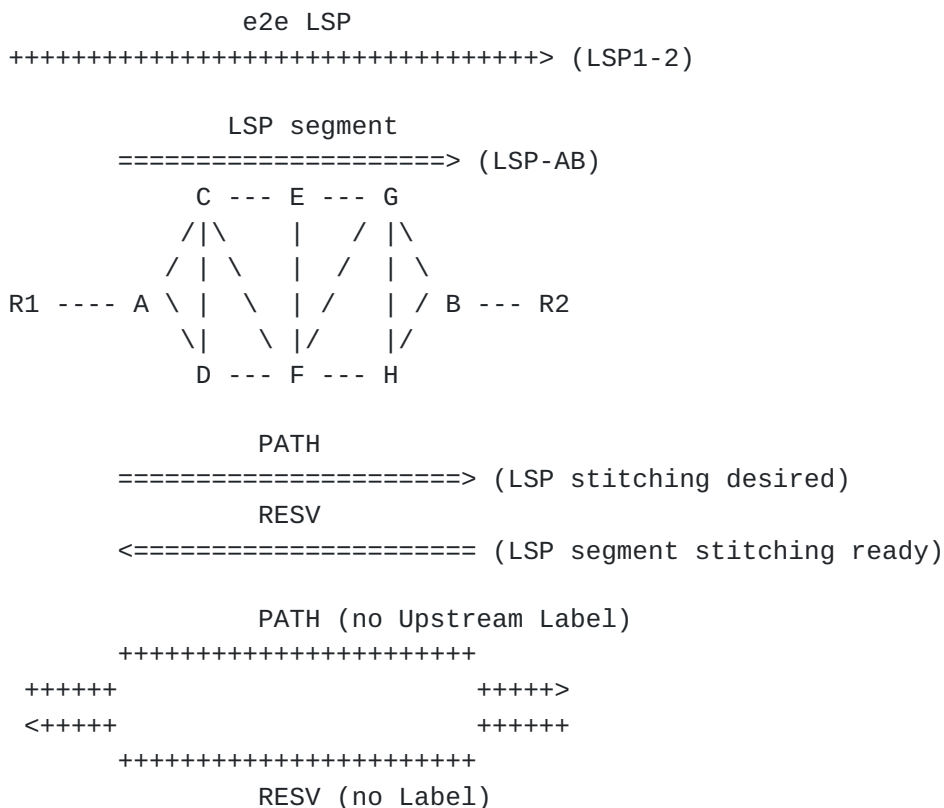 e2e LSP
++++++++++++++++++++++++++++++++++> (LSP1-2)
LSP segment
=====================> (LSP-AB)
C --- E --- G
/|\    |   / |\
/ | \   |  /  | \
R1 ---- A \ |  \  | /   | / B --- R2
\|   \ |/    |/
D --- F --- H
PATH
======================> (LSP stitching desired)
RESV
<====================== (LSP segment stitching ready)
PATH (no Upstream Label)
+++++++++++++++++++++++
++++++                       +++++>
<+++++                       ++++++
+++++++++++++++++++++++
RESV (no Label)